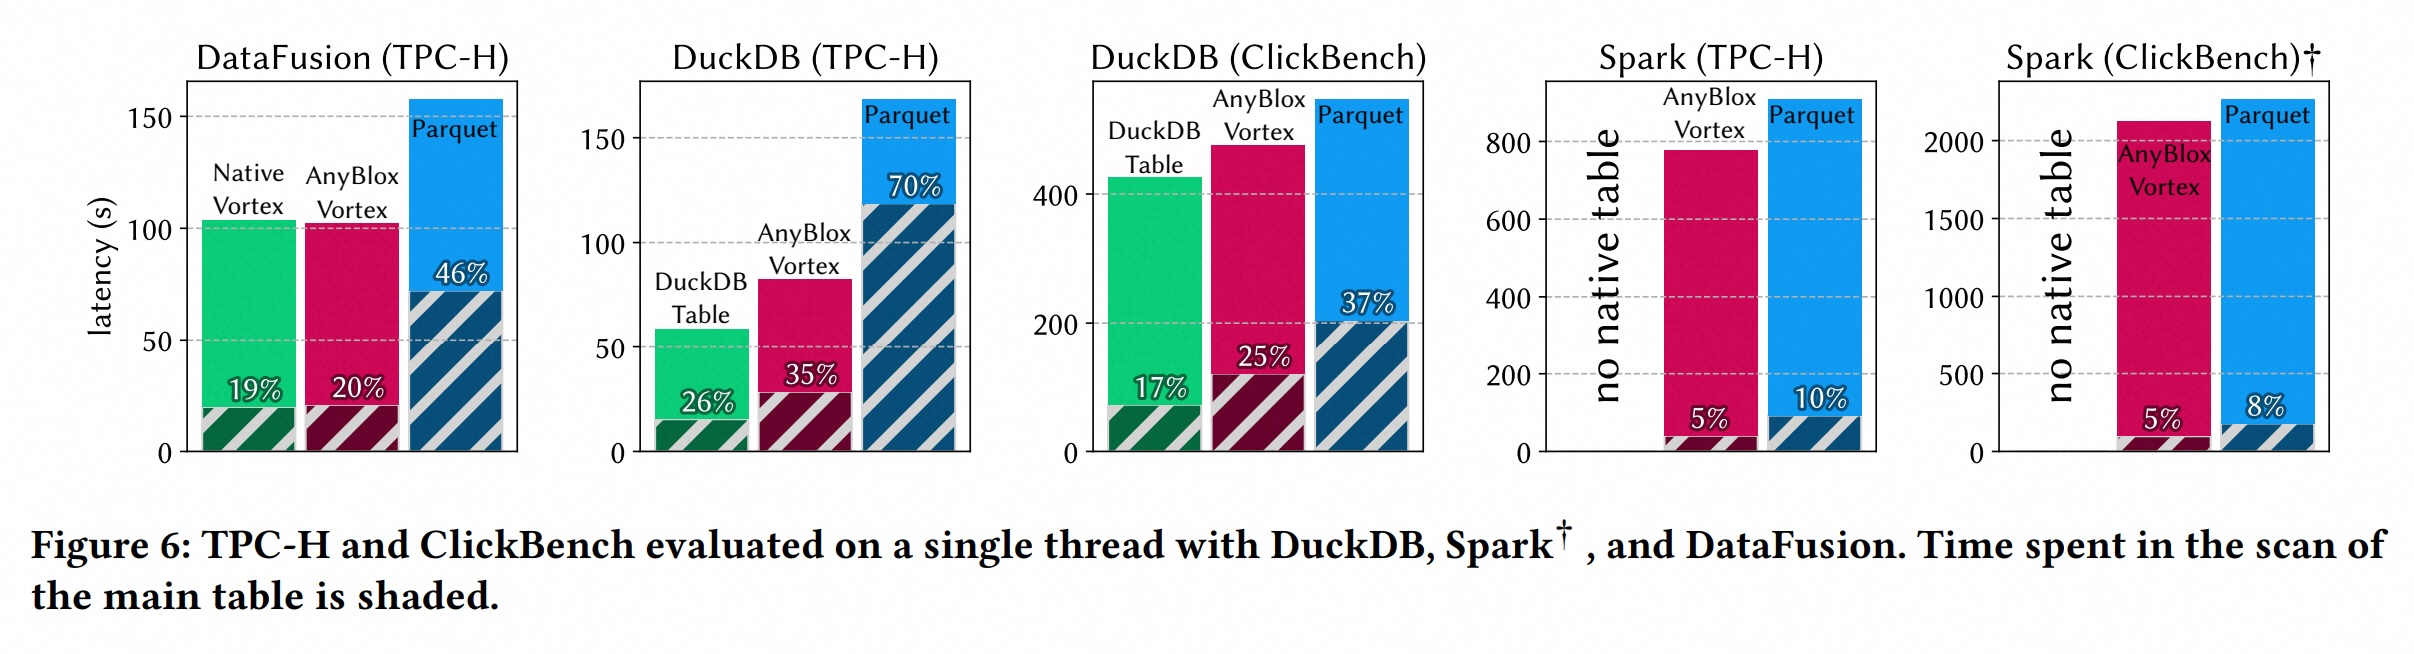 DataFusion (TPC-H)
latency (s)
150
100
50
0
Native
Vortex
19%
AnyBlox
Vortex
20%
Parquet
46%
DuckDB (TPC-H)
150
100
50
0
DuckDB
Table
26%
AnyBlox
Vortex
35%
Parquet
70%
DuckDB (ClickBench)
400
200
0
DuckDB
Table
17%
AnyBlox
Vortex
25%
Parquet
37%
Spark (TPC-H)
800
600
400
200
0
no native table
AnyBlox
Vortex
5%
Parquet
10%
Spark (ClickBench)†
2000
1500
1000
500
0
no native table
AnyBlox
Vortex
5%
Parquet
8%
Figure 6: TPC-H and ClickBench evaluated on a single thread with DuckDB, Spark† , and DataFusion. Time spent in the scan of
the main table is shaded.